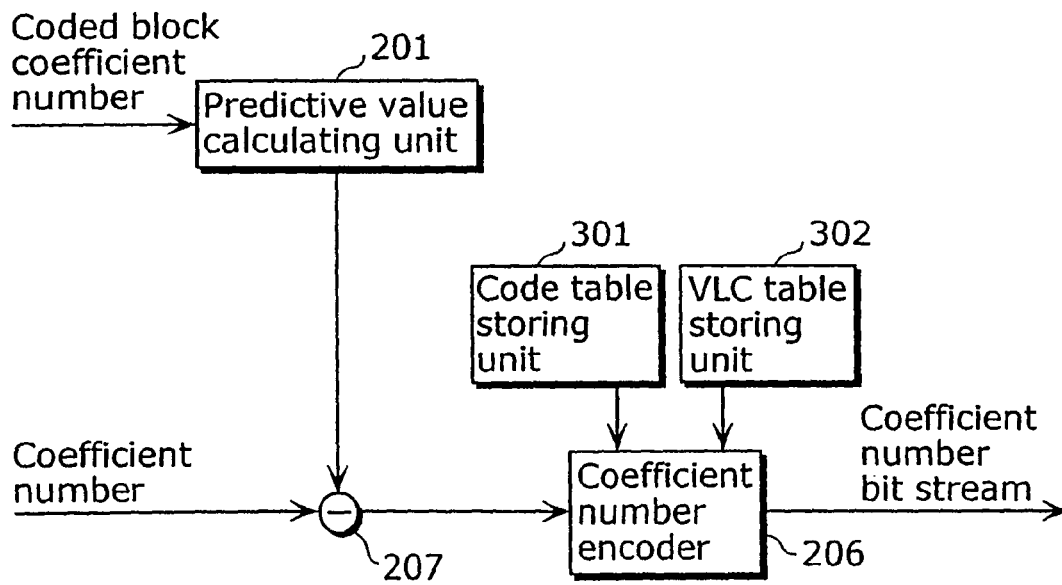 Coded block
coefficient
number
201
Predictive value
calculating unit
301
302
Code table
storing
unit
VLC table
storing
unit
Coefficient
number
207
Coefficient
number
encoder
206
Coefficient
number
bit stream